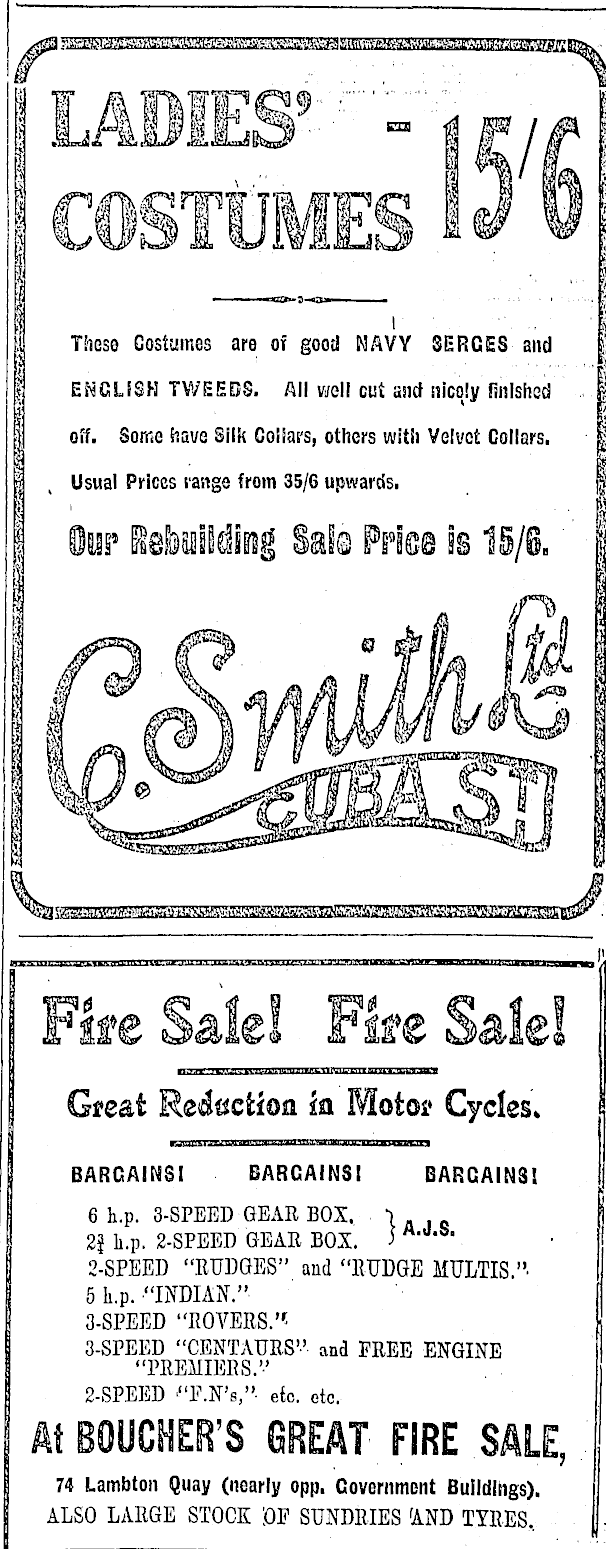 LADIES' - 15/6
COSTUMES
These Costumes are of good NAVY SERGES and
ENGLISH TWEEDS. All well cut and nicely finished
off. Some have Silk Collars, others with Velvet Collars.
Usual Prices range from 35/6 upwards.
Our Rebuilding Sale Price is 15/6.
C. Smith Ltd
CUBA ST
Fire Sale! Fire Sale!
Great Reduction in Motor Cycles.
BARGAINS! BARGAINS! BARGAINS!
6 h.p. 3-SPEED GEAR BOX, } A.J.S.
2¾ h.p. 2-SPEED GEAR BOX.
2-SPEED "RUDGES" and "RUDGE MULTIS."
5 h.p. "INDIAN."
3-SPEED "ROVERS."
3-SPEED "CENTAURS" and FREE ENGINE
"PREMIERS."
2-SPEED "F.N's," etc. etc.
At BOUCHER'S GREAT FIRE SALE,
74 Lambton Quay (nearly opp. Government Buildings).
ALSO LARGE STOCK OF SUNDRIES AND TYRES.